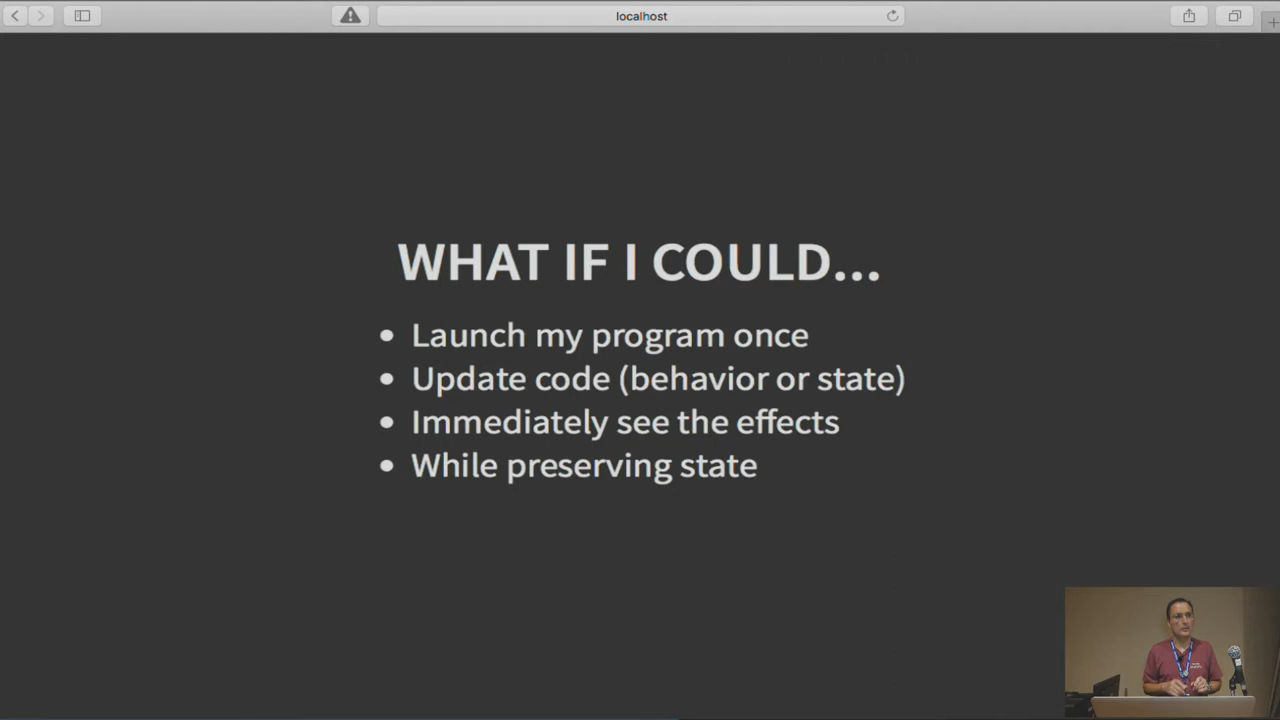 localhost
WHAT IF I COULD...
• Launch my program once
• Update code (behavior or state)
• Immediately see the effects
• While preserving state